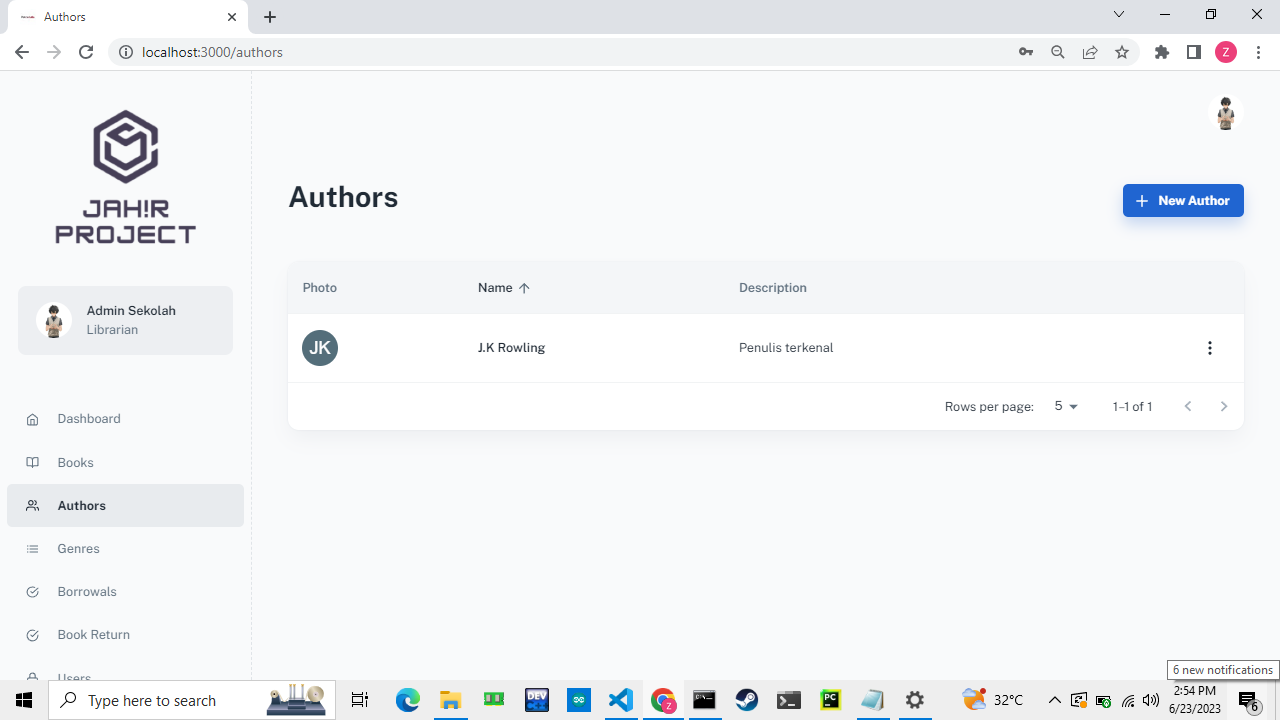 Authors
localhost:3000/authors
Z
JAH!R
PROJECT
Admin Sekolah
Librarian
Dashboard
Books
Authors
Genres
Borrowals
Book Return
Users
Authors
New Author
Photo
Name
Description
JK
J.K Rowling
Penulis terkenal
Rows per page:
5
1–1 of 1
6 new notifications
Type here to search
DEV
Z
PC
32°C
2:54 PM
6/23/2023
6